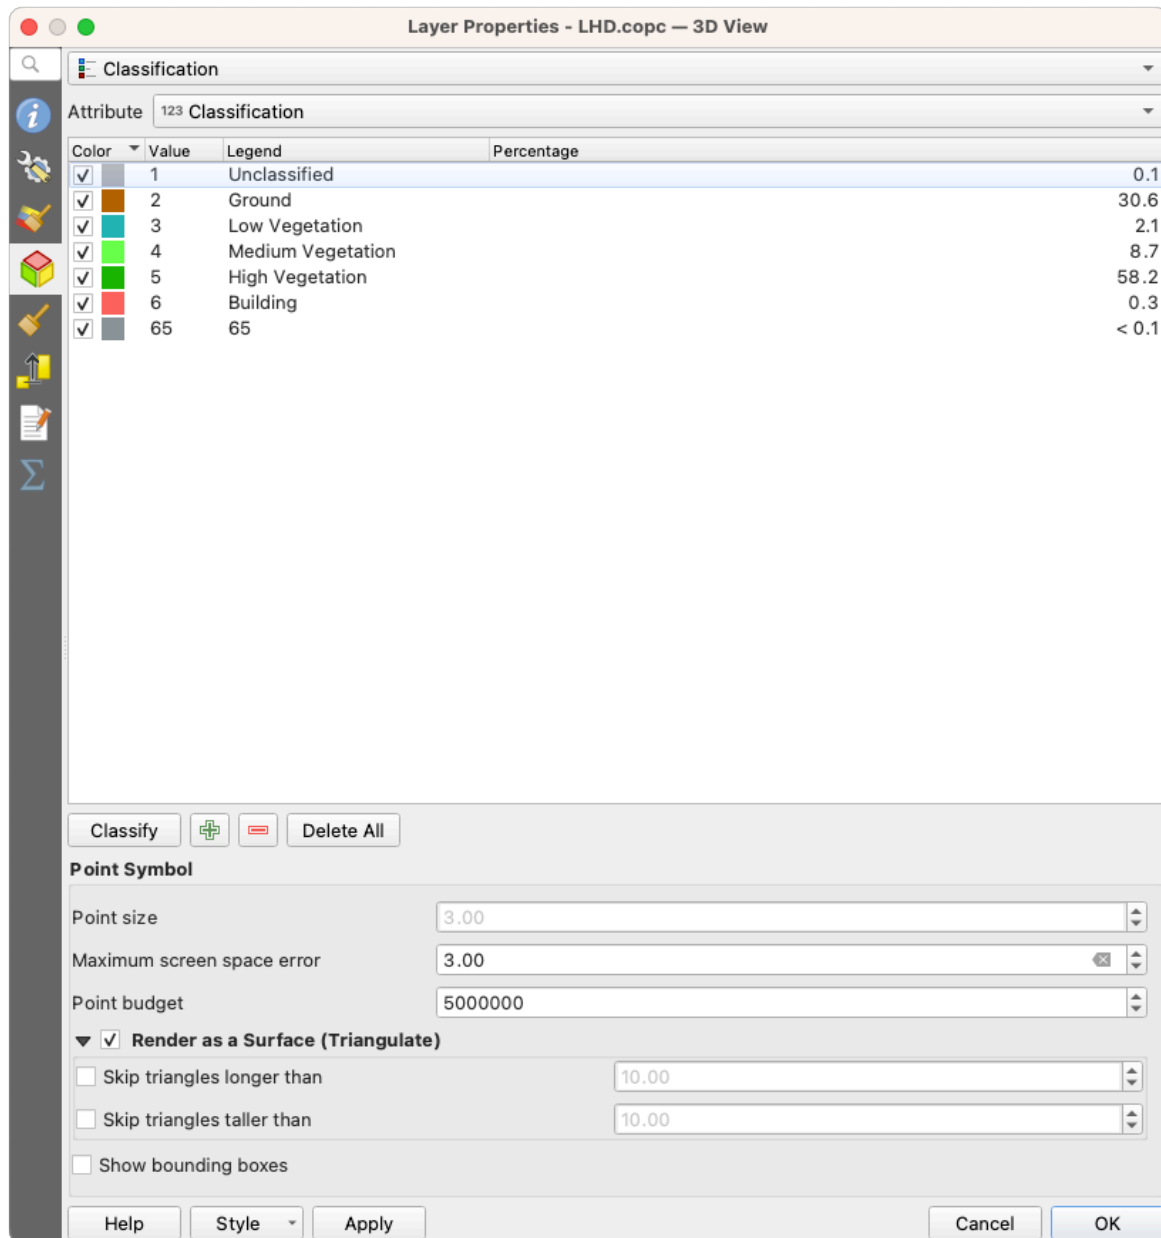 Layer Properties - LHD.copc — 3D View
Classification
Attribute 123 Classification
Color Value Legend Percentage
1 Unclassified 0.1
2 Ground 30.6
3 Low Vegetation 2.1
4 Medium Vegetation 8.7
5 High Vegetation 58.2
6 Building 0.3
65 65 < 0.1
Classify Delete All
Point Symbol
Point size 3.00
Maximum screen space error 3.00
Point budget 5000000
Render as a Surface (Triangulate)
Skip triangles longer than 10.00
Skip triangles taller than 10.00
Show bounding boxes
Help Style Apply Cancel OK